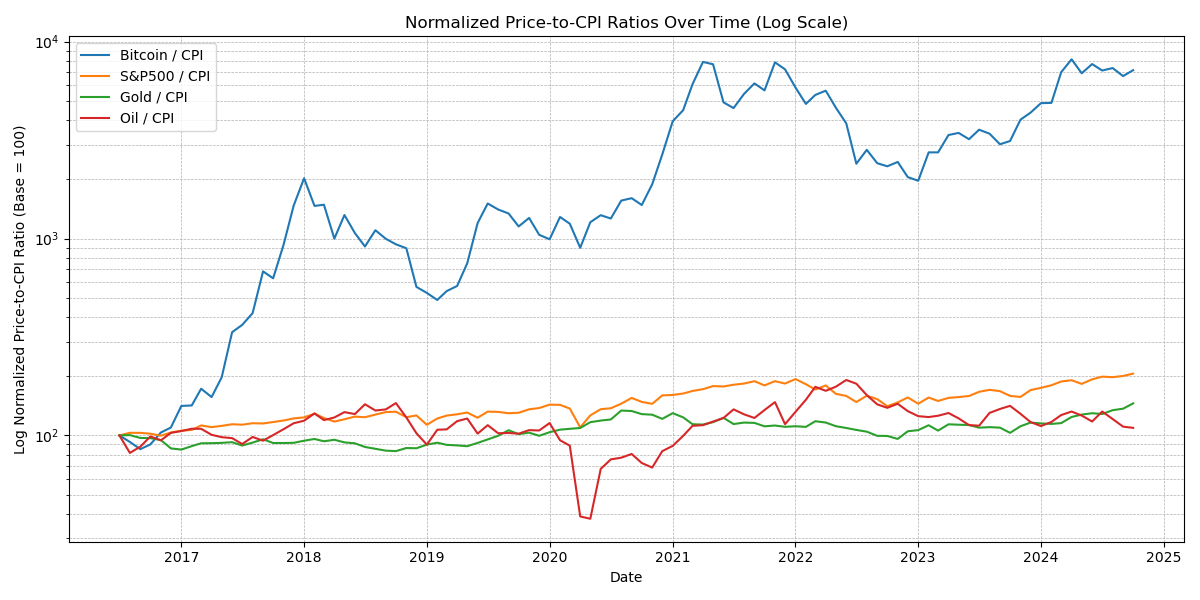 Normalized Price-to-CPI Ratios Over Time (Log Scale)
Log Normalized Price-to-CPI Ratio (Base = 100)
10⁴
10³
10²
Bitcoin / CPI
S&P500 / CPI
Gold / CPI
Oil / CPI
2017 2018 2019 2020 2021 2022 2023 2024 2025
Date